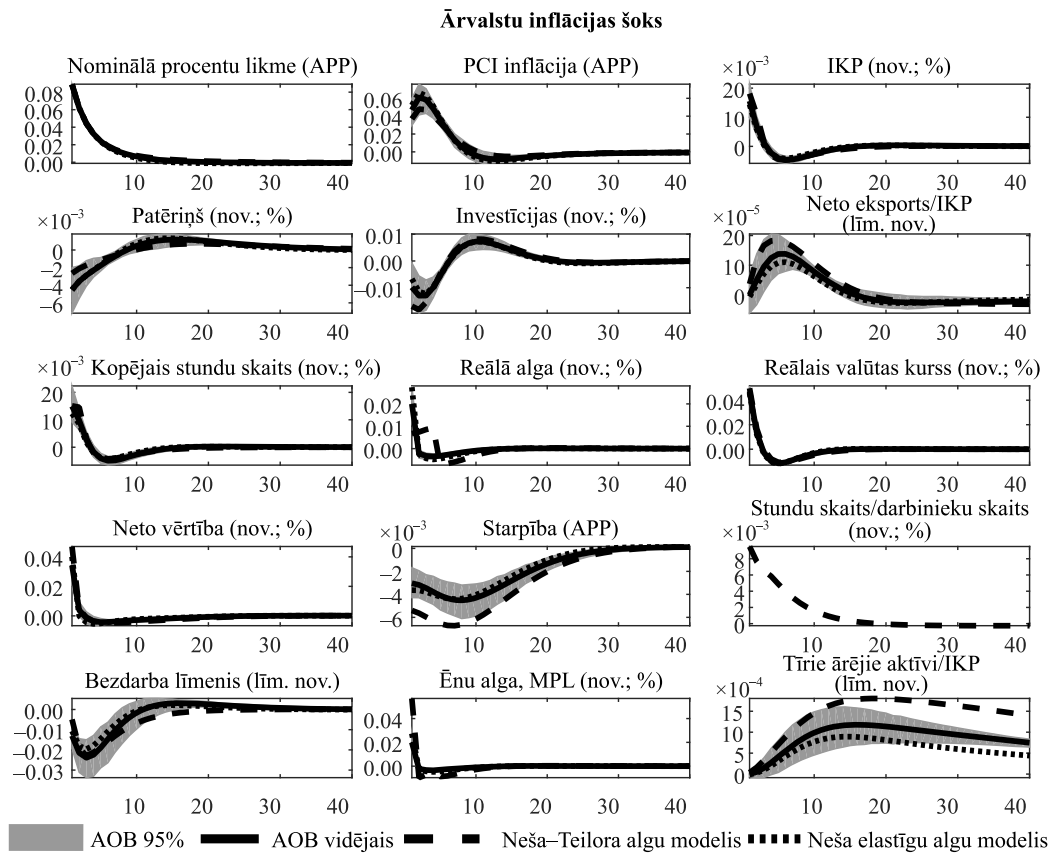 Ārvalstu inflācijas šoks
Nominālā procentu likme (APP)
0.08
0.06
0.04
0.02
0.00
10 20 30 40
PCI inflācija (APP)
0.06
0.04
0.02
0.00
10 20 30 40
×10⁻³ IKP (nov.; %)
20
10
0
10 20 30 40
×10⁻³ Patēriņš (nov.; %)
0
−2
−4
−6
10 20 30 40
Investīcijas (nov.; %)
0.01
0.00
−0.01
10 20 30 40
Neto eksports/IKP
×10⁻⁵ (līm. nov.)
20
10
0
10 20 30 40
×10⁻³ Kopējais stundu skaits (nov.; %)
20
10
0
10 20 30 40
Reālā alga (nov.; %)
0.02
0.01
0.00
10 20 30 40
Reālais valūtas kurss (nov.; %)
0.04
0.02
0.00
10 20 30 40
Neto vērtība (nov.; %)
0.04
0.02
0.00
10 20 30 40
×10⁻³ Starpība (APP)
0
−2
−4
−6
10 20 30 40
Stundu skaits/darbinieku skaits
×10⁻³ (nov.; %)
8
6
4
2
0
10 20 30 40
Bezdarba līmenis (līm. nov.)
0.00
−0.01
−0.02
−0.03
10 20 30 40
Ēnu alga, MPL (nov.; %)
0.04
0.02
0.00
10 20 30 40
Tīrie ārējie aktīvi/IKP
×10⁻⁴ (līm. nov.)
15
10
5
0
10 20 30 40
AOB 95% AOB vidējais Neša–Teilora algu modelis Neša elastīgu algu modelis